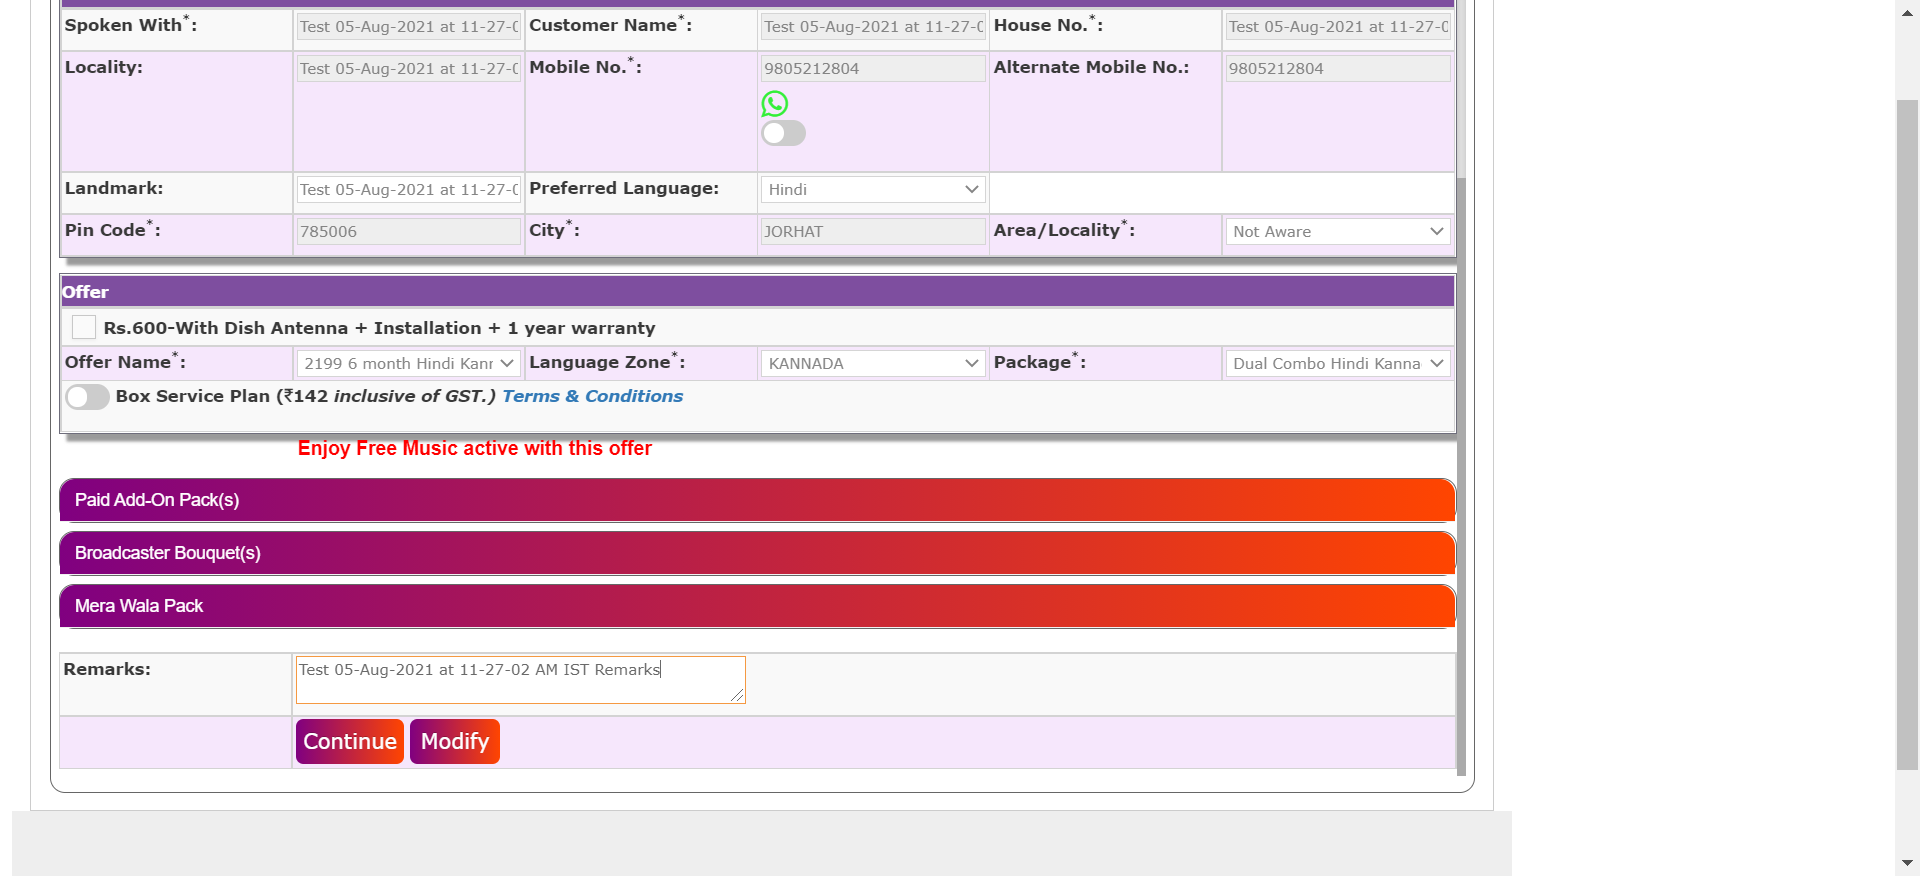 Spoken With*: Test 05-Aug-2021 at 11-27-0 Customer Name*: Test 05-Aug-2021 at 11-27-0 House No.*: Test 05-Aug-2021 at 11-27-0
Locality: Test 05-Aug-2021 at 11-27-0 Mobile No.*: 9805212804 Alternate Mobile No.: 9805212804
Landmark: Test 05-Aug-2021 at 11-27-0 Preferred Language: Hindi
Pin Code*: 785006 City*: JORHAT Area/Locality*: Not Aware
Offer
Rs.600-With Dish Antenna + Installation + 1 year warranty
Offer Name*: 2199 6 month Hindi Kanr Language Zone*: KANNADA Package*: Dual Combo Hindi Kanna
Box Service Plan (₹142 inclusive of GST.) Terms & Conditions
Enjoy Free Music active with this offer
Paid Add-On Pack(s)
Broadcaster Bouquet(s)
Mera Wala Pack
Remarks: Test 05-Aug-2021 at 11-27-02 AM IST Remarks
Continue Modify